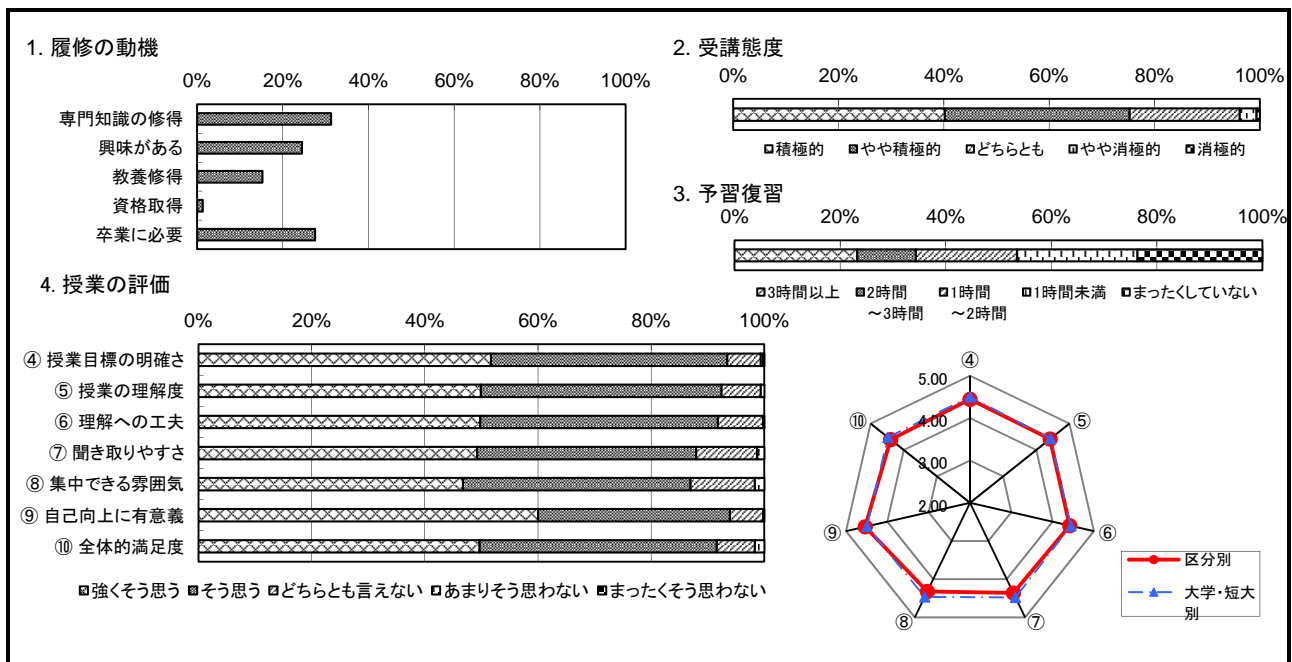 1. 履修の動機
0% 20% 40% 60% 80% 100%
専門知識の修得
興味がある
教養修得
資格取得
卒業に必要
2. 受講態度
0% 20% 40% 60% 80% 100%
積極的 やや積極的 どちらとも やや消極的 消極的
3. 予習復習
0% 20% 40% 60% 80% 100%
3時間以上 2時間 1時間 1時間未満 まったくしていない
～3時間 ～2時間
4. 授業の評価
0% 20% 40% 60% 80% 100%
④ 授業目標の明確さ
⑤ 授業の理解度
⑥ 理解への工夫
⑦ 聞き取りやすさ
⑧ 集中できる雰囲気
⑨ 自己向上に有意義
⑩ 全体的満足度
強くそう思う そう思う どちらとも言えない あまりそう思わない まったくそう思わない
④
5.00
⑩ ⑤
4.00
3.00
2.00
⑨ ⑥
⑧ ⑦
区分別
大学・短大
別